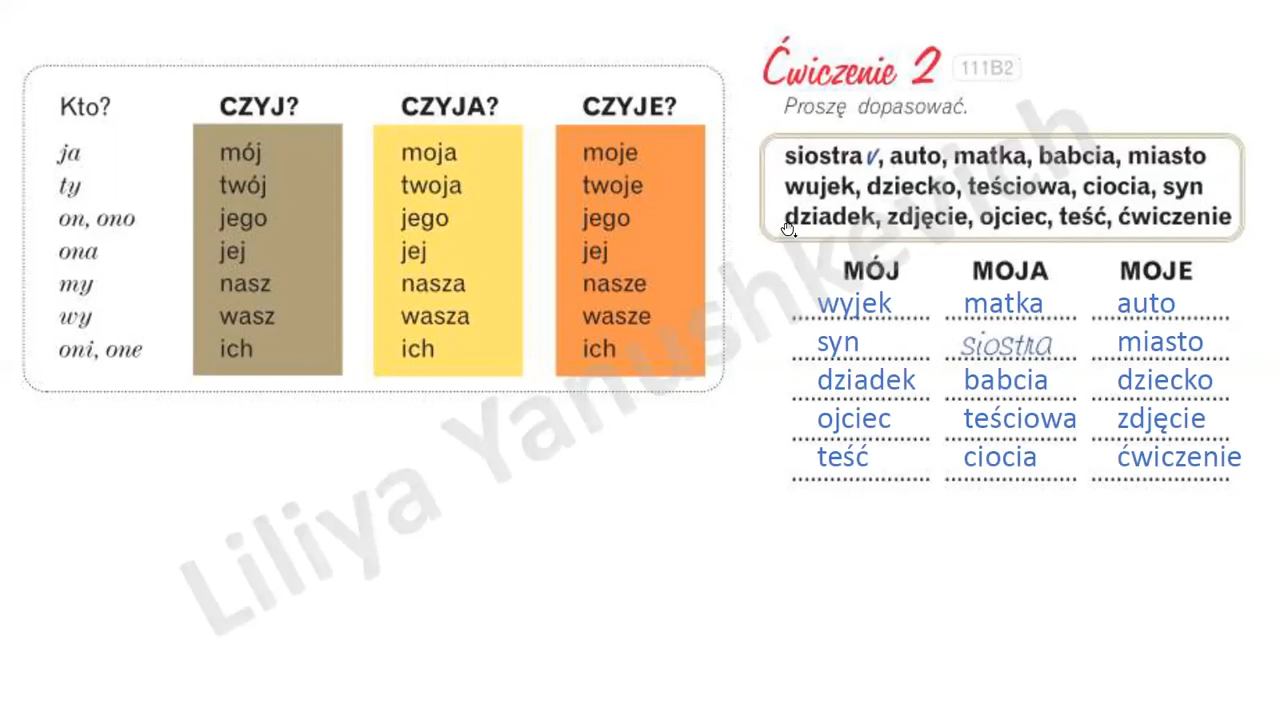 Kto? CZYJ? CZYJA? CZYJE?
ja mój moja moje
ty twój twoja twoje
on, ono jego jego jego
ona jej jej jej
my nasz nasza nasze
wy wasz wasza wasze
oni, one ich ich ich
Ćwiczenie 2 111B2
Proszę dopasować.
siostra ✓, auto, matka, babcia, miasto
wujek, dziecko, teściowa, ciocia, syn
dziadek, zdjęcie, ojciec, teść, ćwiczenie
MÓJ MOJA MOJE
wyjek matka auto
syn siostra miasto
dziadek babcia dziecko
ojciec teściowa zdjęcie
teść ciocia ćwiczenie
Liliya Yanushkevich